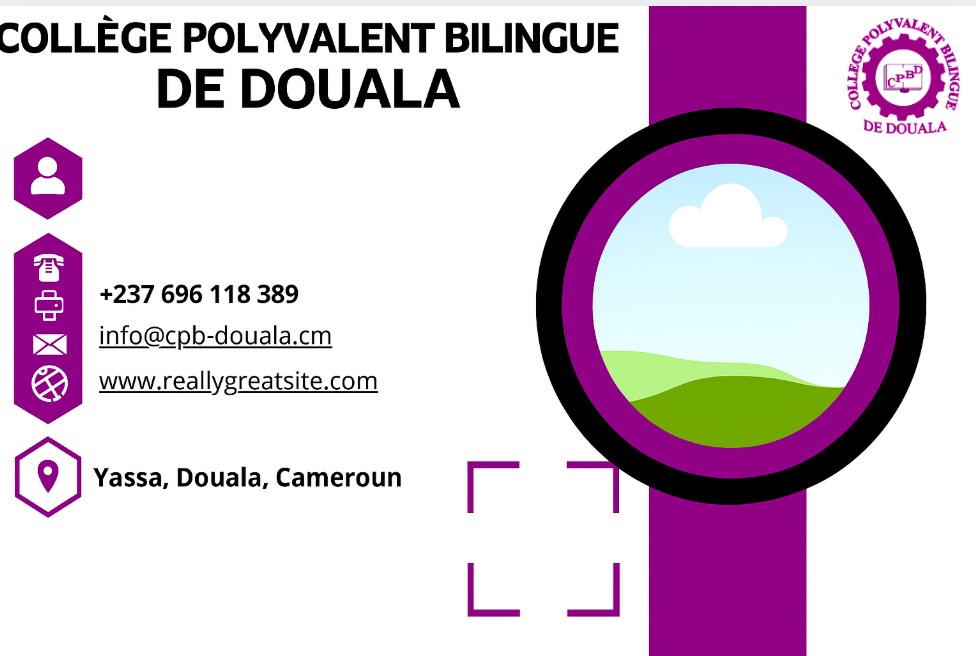 COLLÈGE POLYVALENT BILINGUE
DE DOUALA
COLLEGE POLYVALENT BILINGUE
CPBD
DE DOUALA
+237 696 118 389
info@cpb-douala.cm
www.reallygreatsite.com
Yassa, Douala, Cameroun